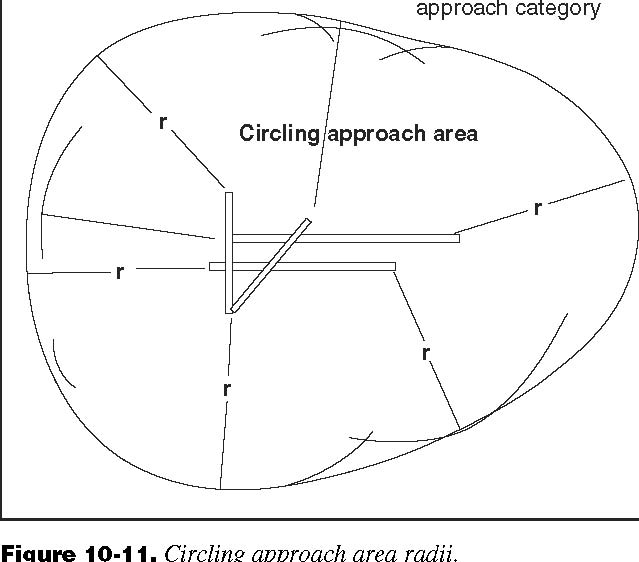 approach category
r
Circling approach area
r
r
r
r
Figure 10-11. Circling approach area radii.